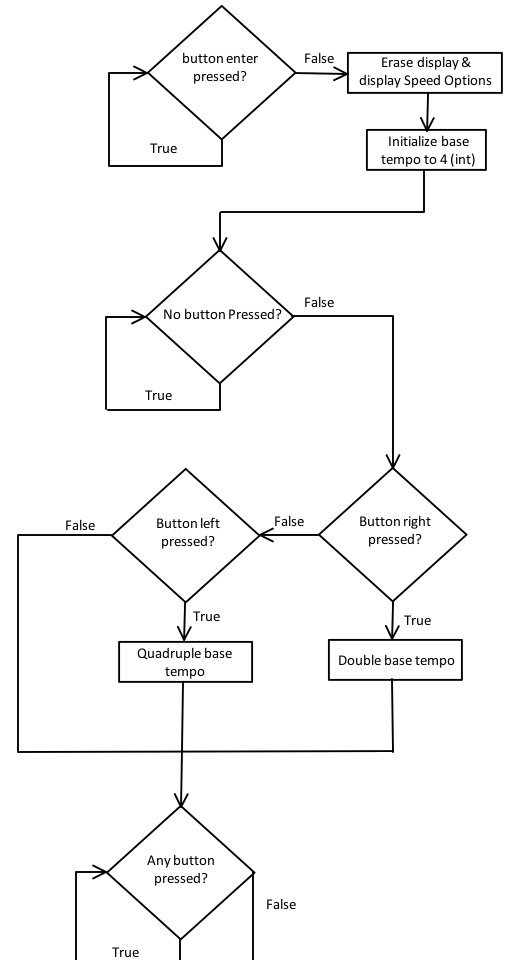 button enter
pressed?
False
Erase display &
display Speed Options
True
Initialize base
tempo to 4 (int)
No button Pressed?
False
True
Button left
pressed?
False
False
Button right
pressed?
True
True
Quadruple base
tempo
Double base tempo
Any button
pressed?
False
True